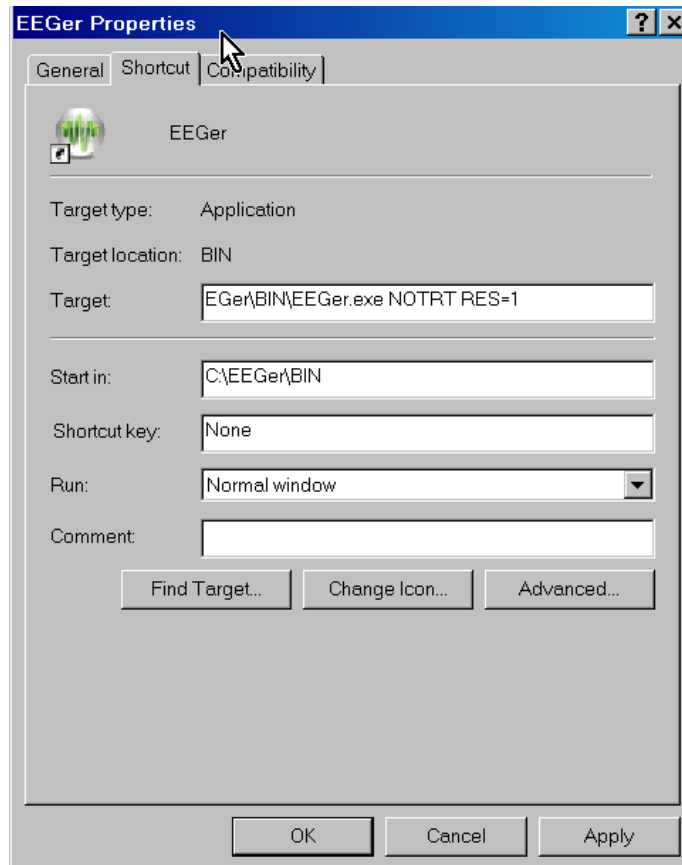 EEGer Properties
General Shortcut Compatibility
EEGer
Target type: Application
Target location: BIN
Target: EGer\BIN\EEGer.exe NOTRT RES=1
Start in: C:\EEGer\BIN
Shortcut key: None
Run: Normal window
Comment:
Find Target... Change Icon... Advanced...
OK Cancel Apply